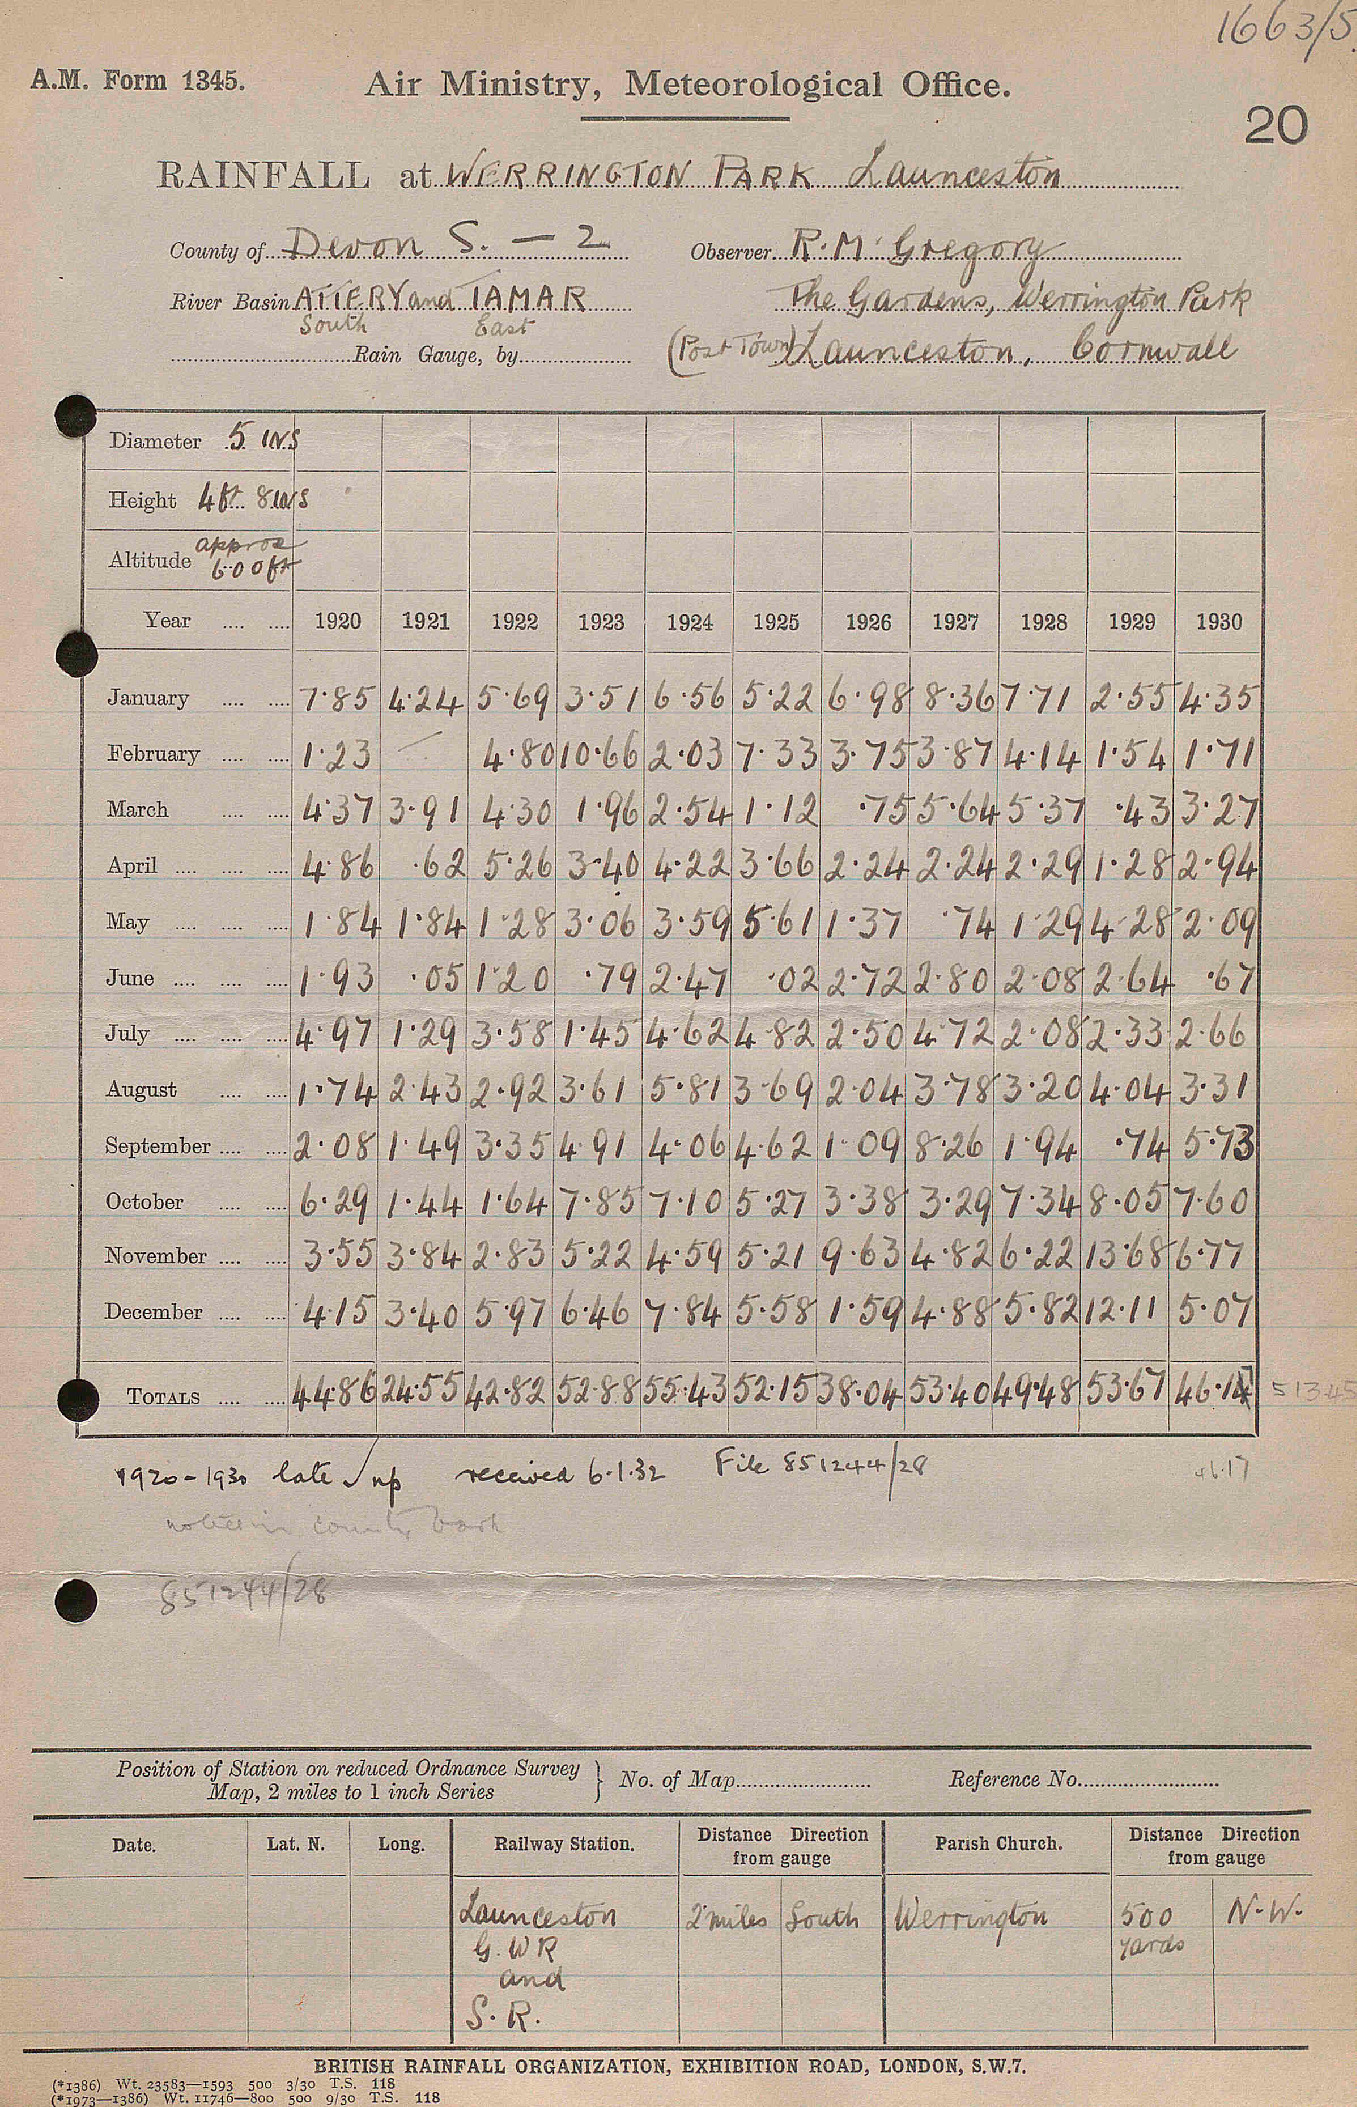 1663/5.
A.M. Form 1345. Air Ministry, Meteorological Office.
20
RAINFALL at WERRINGTON PARK Launceston
County of Devon S. — 2 Observer R. M. Gregory
River Basin ATTERY and TAMAR The Gardens, Werrington Park
South East
Rain Gauge, by (Post Town) Launceston, Cornwall
Diameter 5 INS
Height 4 ft 8 INS
Altitude approx 600 ft
Year 1920 1921 1922 1923 1924 1925 1926 1927 1928 1929 1930
January 7·85 4·24 5·69 3·51 6·56 5·22 6·98 8·36 7·71 2·55 4·35
February 1·23 — 4·80 10·66 2·03 7·33 3·75 3·87 4·14 1·54 1·71
March 4·37 3·91 4·30 1·96 2·54 1·12 ·75 5·64 5·37 ·43 3·27
April 4·86 ·62 5·26 3·40 4·22 3·66 2·24 2·24 2·29 1·28 2·94
May 1·84 1·84 1·28 3·06 3·59 5·61 1·37 ·74 1·29 4·28 2·09
June 1·93 ·05 1·20 ·79 2·47 ·02 2·72 2·80 2·08 2·64 ·67
July 4·97 1·29 3·58 1·45 4·62 4·82 2·50 4·72 2·08 2·33 2·66
August 1·74 2·43 2·92 3·61 5·81 3·69 2·04 3·78 3·20 4·04 3·31
September 2·08 1·49 3·35 4·91 4·06 4·62 1·09 8·26 1·94 ·74 5·73
October 6·29 1·44 1·64 7·85 7·10 5·27 3·38 3·29 7·34 8·05 7·60
November 3·55 3·84 2·83 5·22 4·59 5·21 9·63 4·82 6·22 13·68 6·77
December 4·15 3·40 5·97 6·46 7·84 5·58 1·59 4·88 5·82 12·11 5·07
TOTALS 44·86 24·55 42·82 52·88 55·43 52·15 38·04 53·40 49·48 53·67 46·14 51345
1920–1930 late / up received 6·1·32 File 851244/28 46·17
in county book
851244/28
Position of Station on reduced Ordnance Survey
Map, 2 miles to 1 inch Series } No. of Map Reference No.
Date. Lat. N. Long. Railway Station. Distance Direction from gauge Parish Church. Distance Direction from gauge
Launceston 2 miles South Werrington 500 N-W.
G.W.R yards
and
S.R.
BRITISH RAINFALL ORGANIZATION, EXHIBITION ROAD, LONDON, S.W.7.
(*1386) Wt. 23583—1593 500 3/30 T.S. 118
(*1973—1386) Wt. 11746—800 500 9/30 T.S. 118